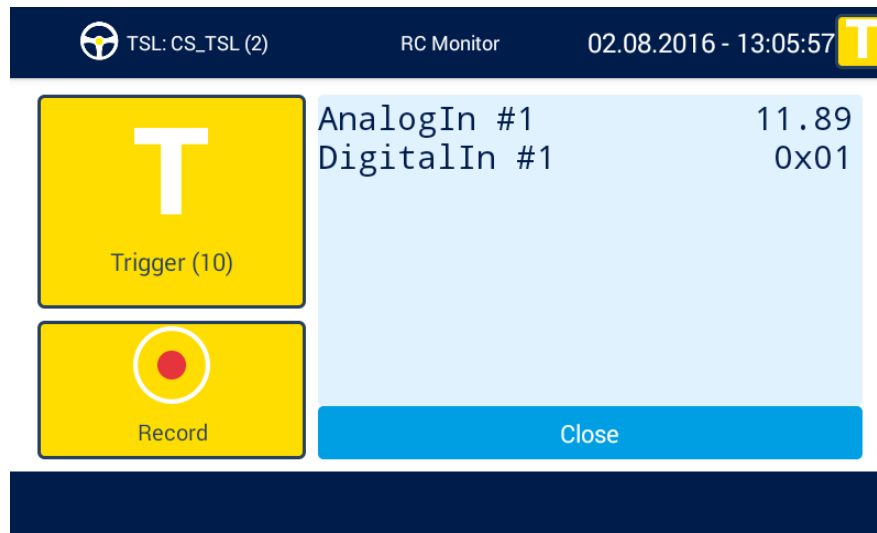 TSL: CS_TSL (2) RC Monitor 02.08.2016 - 13:05:57 T
T
Trigger (10)
AnalogIn #1 11.89
DigitalIn #1 0x01
Record
Close